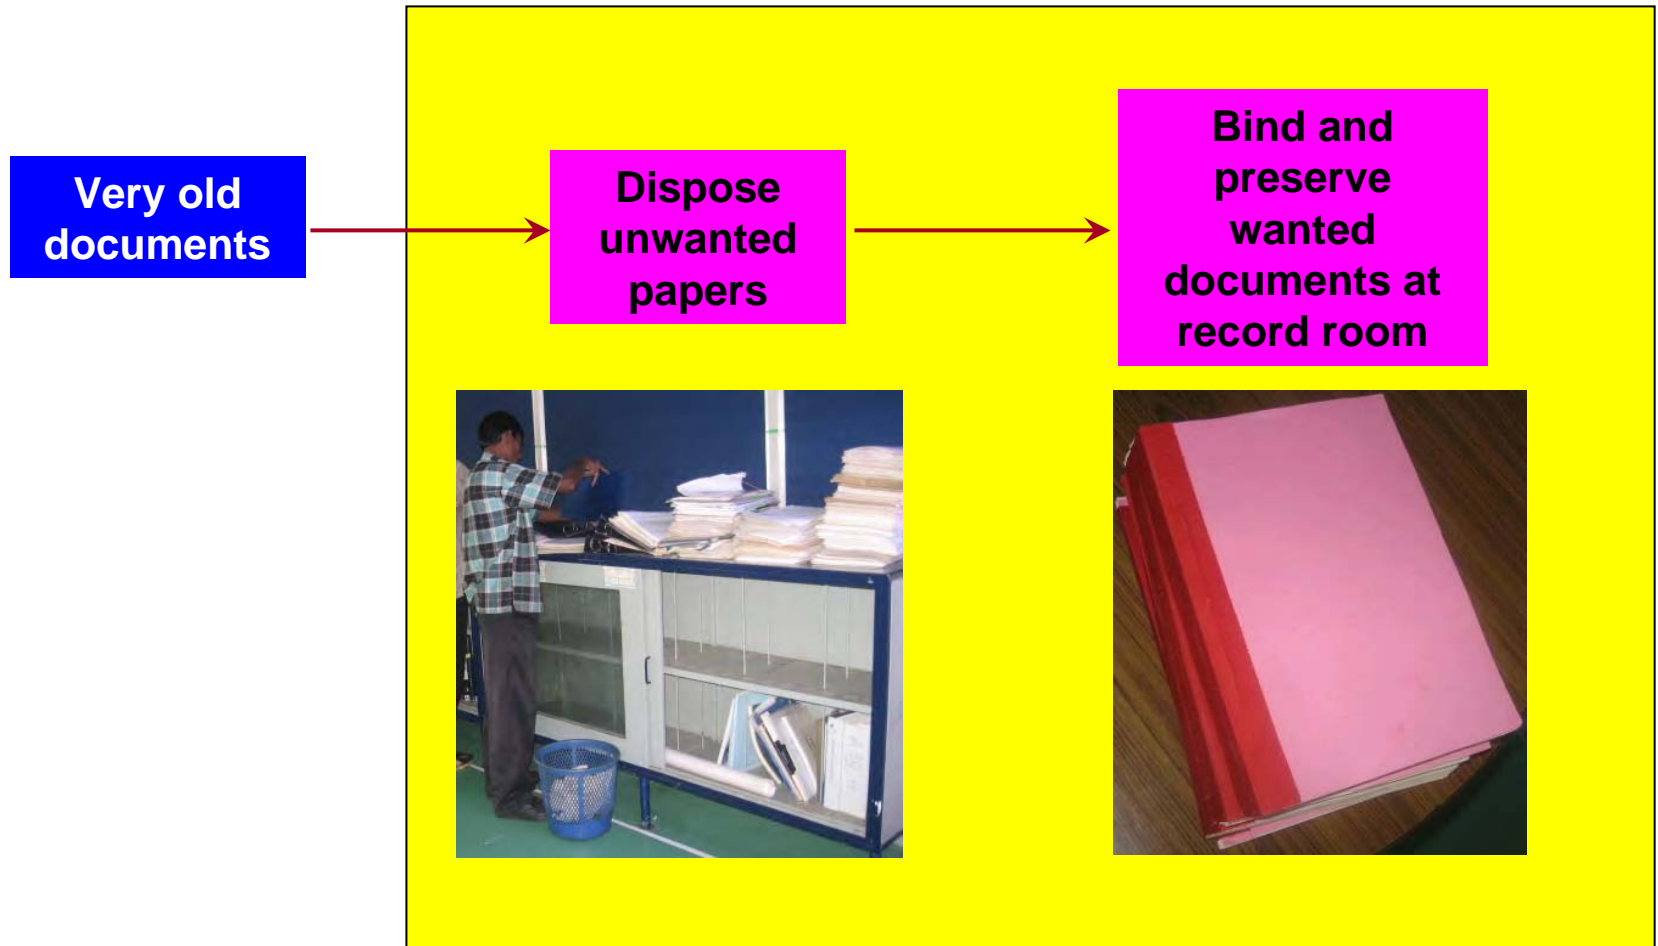 Very old
documents
Dispose
unwanted
papers
Bind and
preserve
wanted
documents at
record room